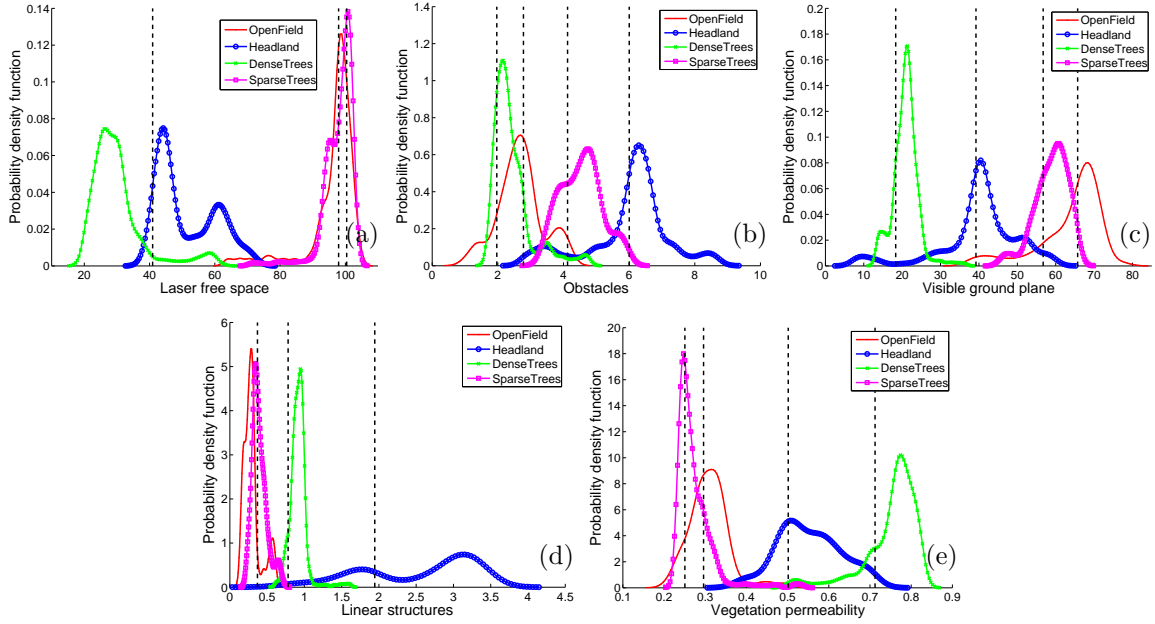 Probability density function
0.14
0.12
0.1
0.08
0.06
0.04
0.02
0
20 40 60 80 100
Laser free space
OpenField
Headland
DenseTrees
SparseTrees
(a)
Probability density function
1.4
1.2
1
0.8
0.6
0.4
0.2
0
0 2 4 6 8 10
Obstacles
OpenField
Headland
DenseTrees
SparseTrees
(b)
Probability density function
0.2
0.18
0.16
0.14
0.12
0.1
0.08
0.06
0.04
0.02
0
10 20 30 40 50 60 70 80
Visible ground plane
OpenField
Headland
DenseTrees
SparseTrees
(c)
Probability density function
6
5
4
3
2
1
0
0 0.5 1 1.5 2 2.5 3 3.5 4 4.5
Linear structures
OpenField
Headland
DenseTrees
SparseTrees
(d)
Probability density function
20
18
16
14
12
10
8
6
4
2
0
0.1 0.2 0.3 0.4 0.5 0.6 0.7 0.8 0.9
Vegetation permeability
OpenField
Headland
DenseTrees
SparseTrees
(e)